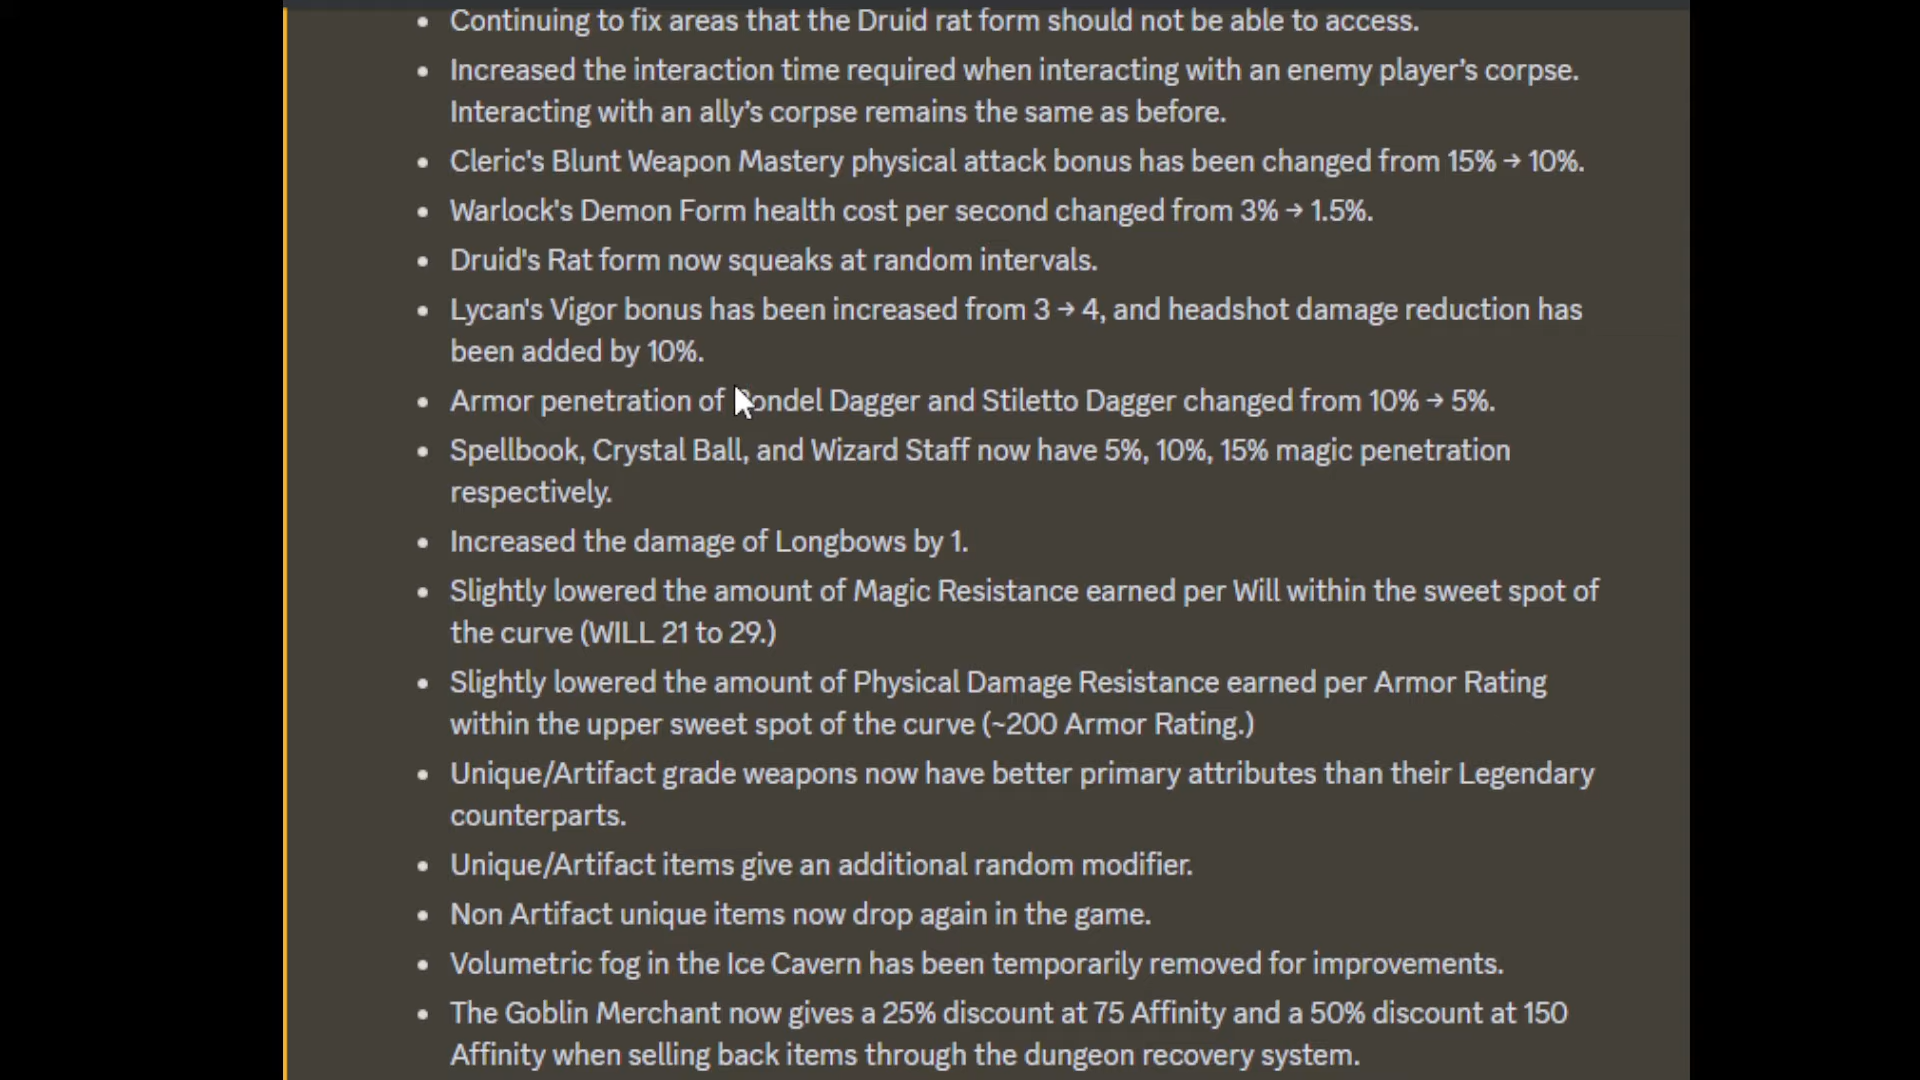 Continuing to fix areas that the Druid rat form should not be able to access.
Increased the interaction time required when interacting with an enemy player’s corpse.
Interacting with an ally’s corpse remains the same as before.
Cleric's Blunt Weapon Mastery physical attack bonus has been changed from 15% → 10%.
Warlock's Demon Form health cost per second changed from 3% → 1.5%.
Druid's Rat form now squeaks at random intervals.
Lycan's Vigor bonus has been increased from 3 → 4, and headshot damage reduction has
been added by 10%.
Armor penetration of Rondel Dagger and Stiletto Dagger changed from 10% → 5%.
Spellbook, Crystal Ball, and Wizard Staff now have 5%, 10%, 15% magic penetration
respectively.
Increased the damage of Longbows by 1.
Slightly lowered the amount of Magic Resistance earned per Will within the sweet spot of
the curve (WILL 21 to 29.)
Slightly lowered the amount of Physical Damage Resistance earned per Armor Rating
within the upper sweet spot of the curve (~200 Armor Rating.)
Unique/Artifact grade weapons now have better primary attributes than their Legendary
counterparts.
Unique/Artifact items give an additional random modifier.
Non Artifact unique items now drop again in the game.
Volumetric fog in the Ice Cavern has been temporarily removed for improvements.
The Goblin Merchant now gives a 25% discount at 75 Affinity and a 50% discount at 150
Affinity when selling back items through the dungeon recovery system.